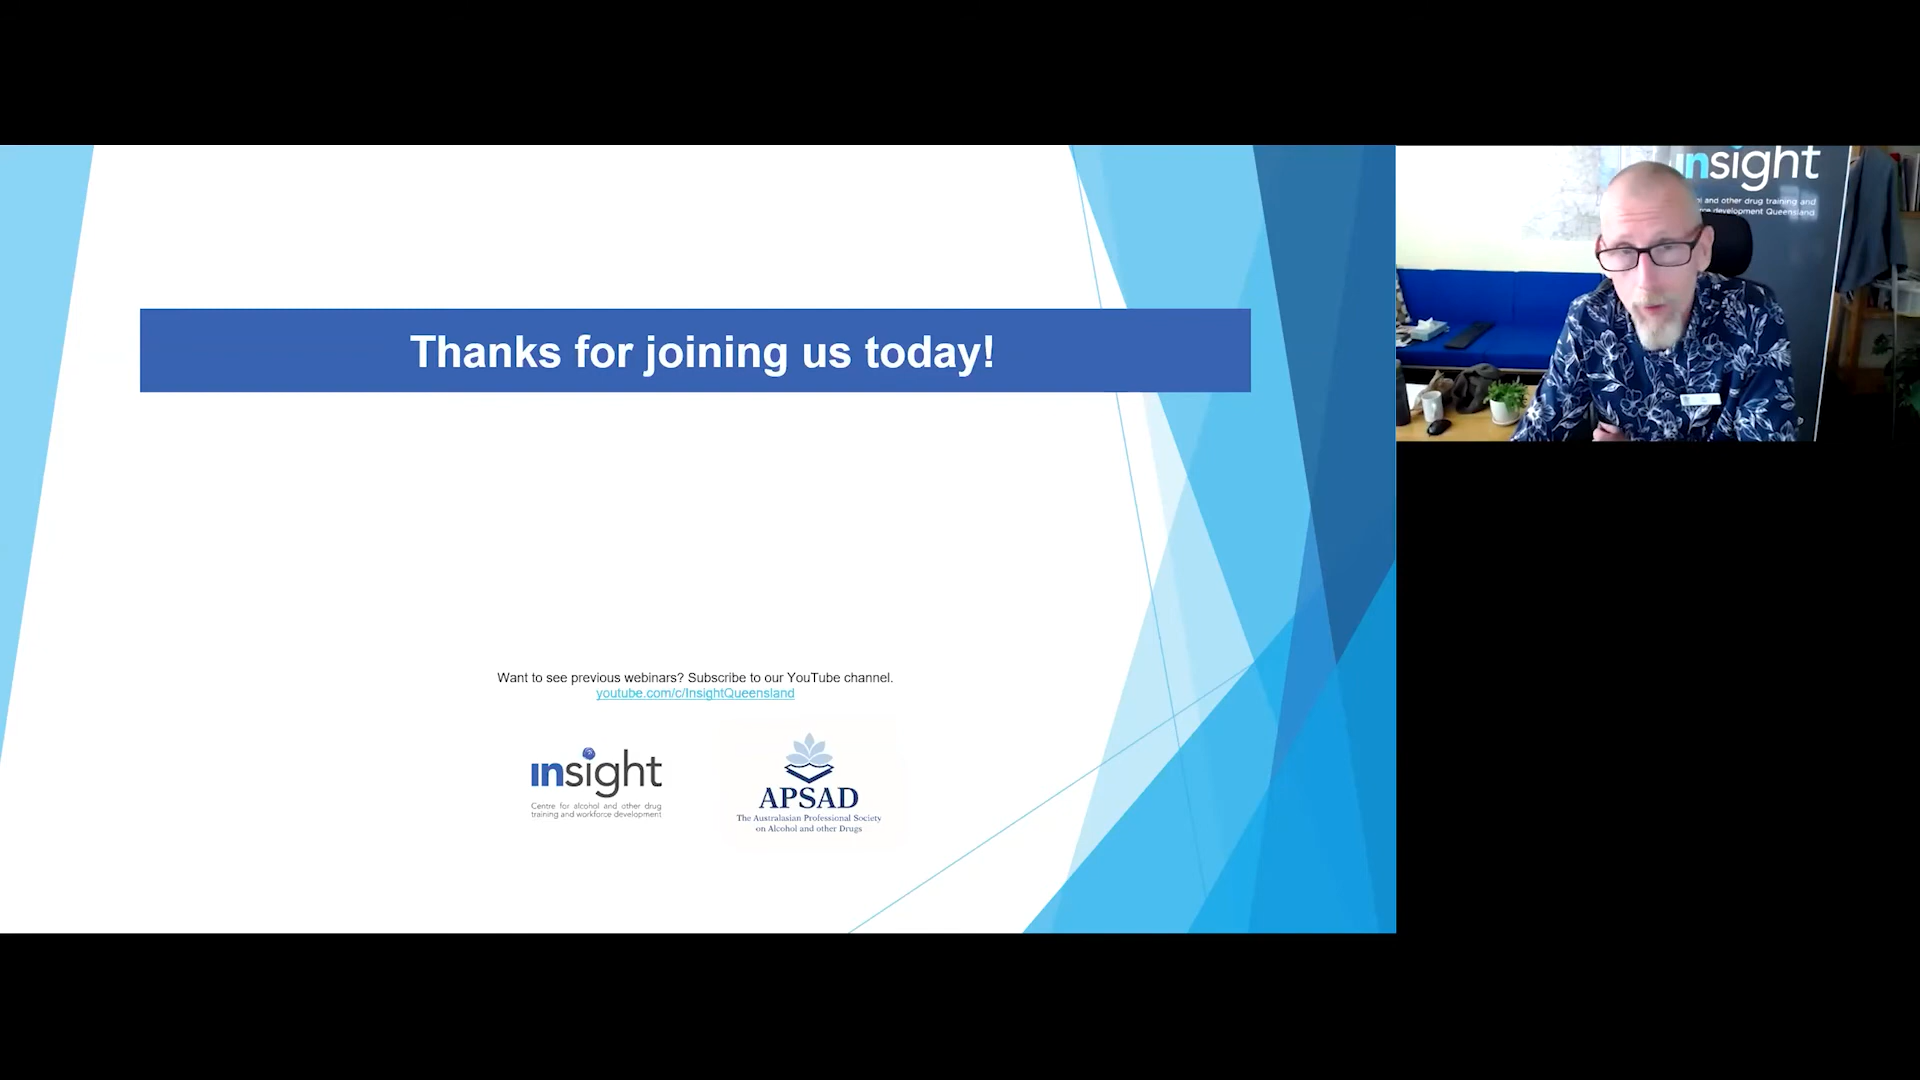 Thanks for joining us today!
Want to see previous webinars? Subscribe to our YouTube channel.
youtube.com/c/InsightQueensland
insight
Centre for alcohol and other drug
training and workforce development
APSAD
The Australasian Professional Society
on Alcohol and other Drugs
insight
and other drug training and
development Queensland